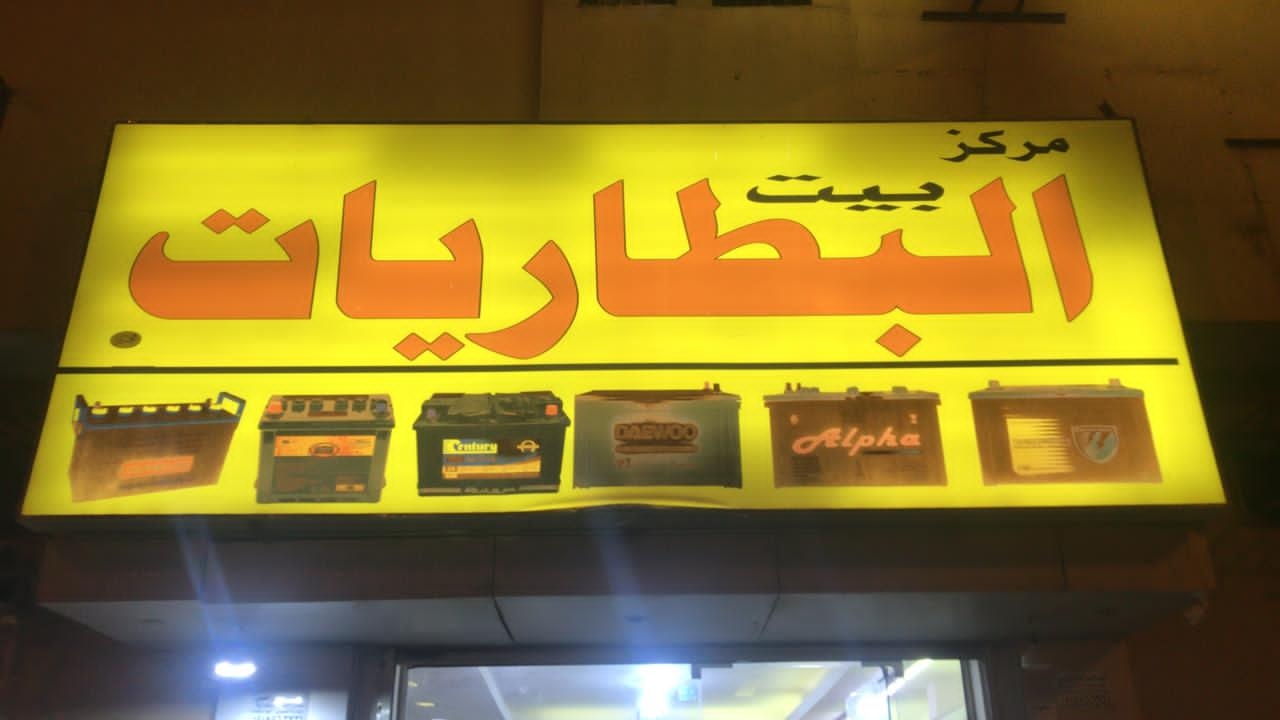 مركز
بيت
البطاريات
Century
DAEWOO
Alpha